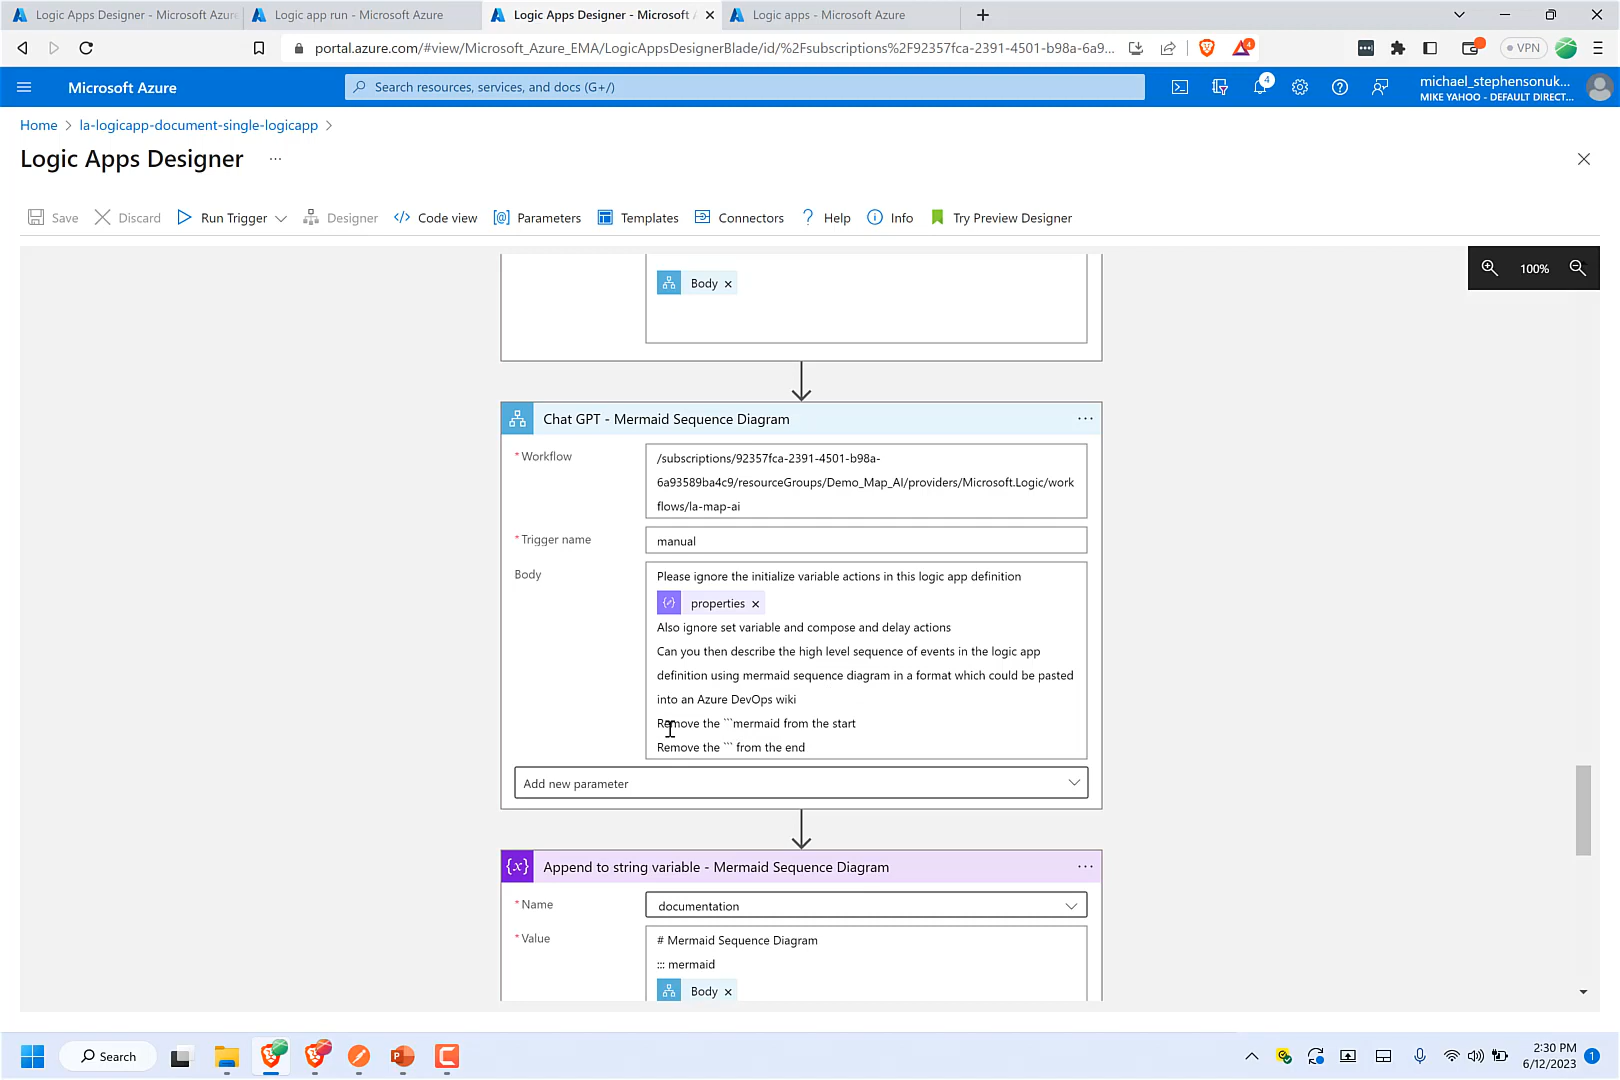 Logic Apps Designer - Microsoft Azur
Logic app run - Microsoft Azure
Logic Apps Designer - Microsoft
Logic apps - Microsoft Azure
portal.azure.com/#view/Microsoft_Azure_EMA/LogicAppsDesignerBlade/id/%2Fsubscriptions%2F92357fca-2391-4501-b98a-6a9...
4
VPN
Microsoft Azure
Search resources, services, and docs (G+/)
4
michael_stephensonuk...
MIKE YAHOO - DEFAULT DIRECT...
Home > la-logicapp-document-single-logicapp >
Logic Apps Designer ...
Save
Discard
Run Trigger
Designer
Code view
Parameters
Templates
Connectors
Help
Info
Try Preview Designer
100%
Body ×
Chat GPT - Mermaid Sequence Diagram
* Workflow
/subscriptions/92357fca-2391-4501-b98a-
6a93589ba4c9/resourceGroups/Demo_Map_AI/providers/Microsoft.Logic/work
flows/la-map-ai
* Trigger name
manual
Body
Please ignore the initialize variable actions in this logic app definition
properties ×
Also ignore set variable and compose and delay actions
Can you then describe the high level sequence of events in the logic app
definition using mermaid sequence diagram in a format which could be pasted
into an Azure DevOps wiki
Remove the ```mermaid from the start
Remove the ``` from the end
Add new parameter
{x} Append to string variable - Mermaid Sequence Diagram
* Name
documentation
* Value
# Mermaid Sequence Diagram
::: mermaid
Body ×
Search
2:30 PM
6/12/2023
1